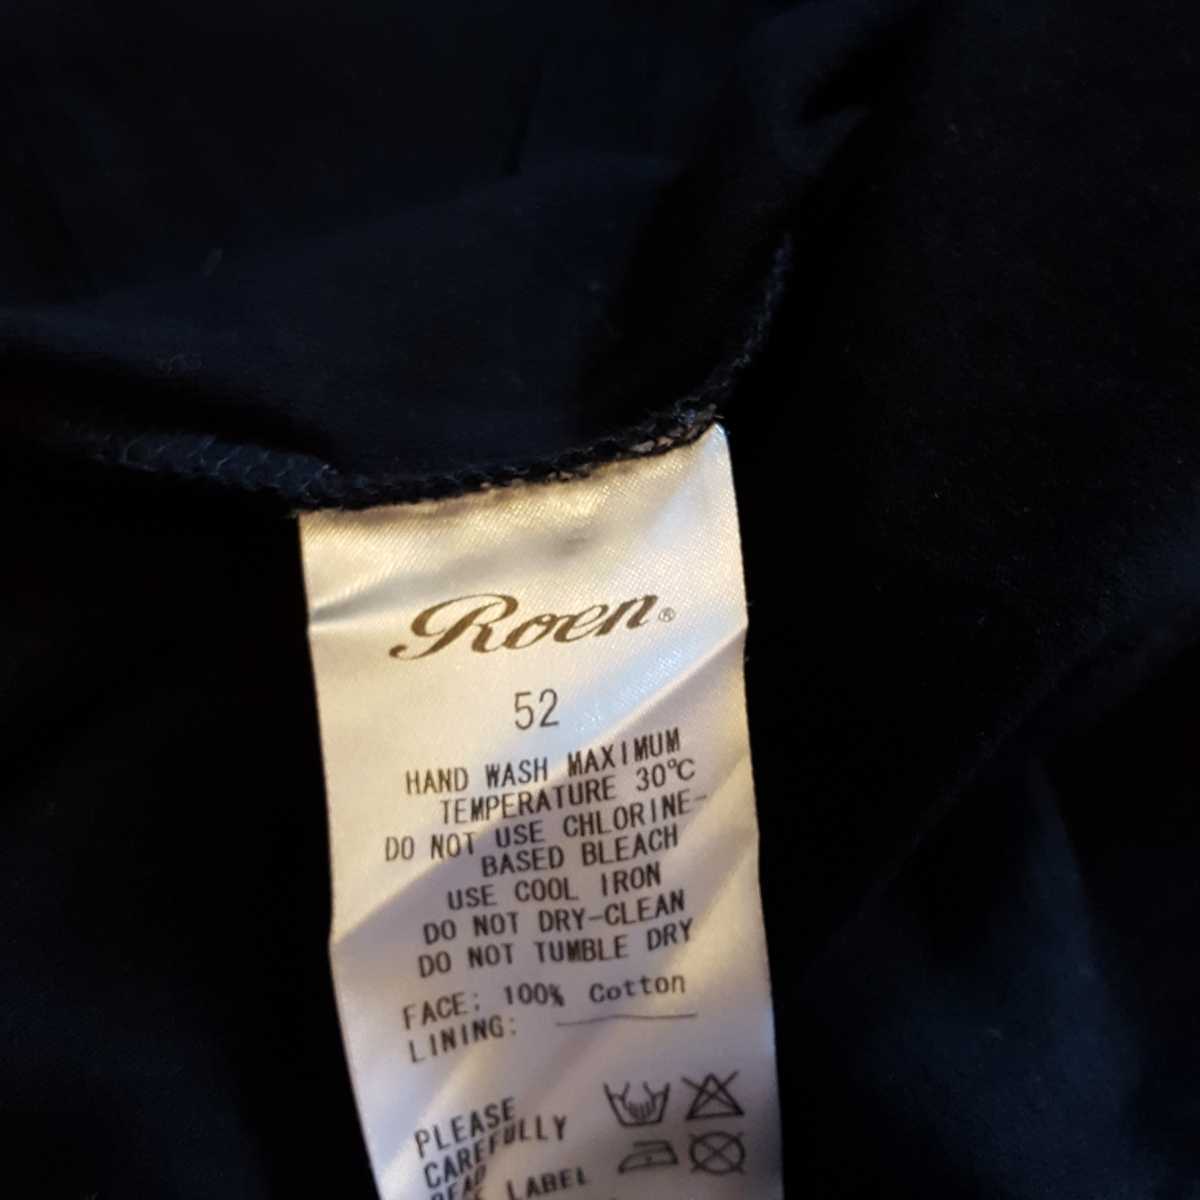 Roen®
52
HAND WASH MAXIMUM
TEMPERATURE 30℃
DO NOT USE CHLORINE-
BASED BLEACH
USE COOL IRON
DO NOT DRY-CLEAN
DO NOT TUMBLE DRY
FACE: 100% Cotton
LINING:
PLEASE
CAREFULLY
READ
LABEL